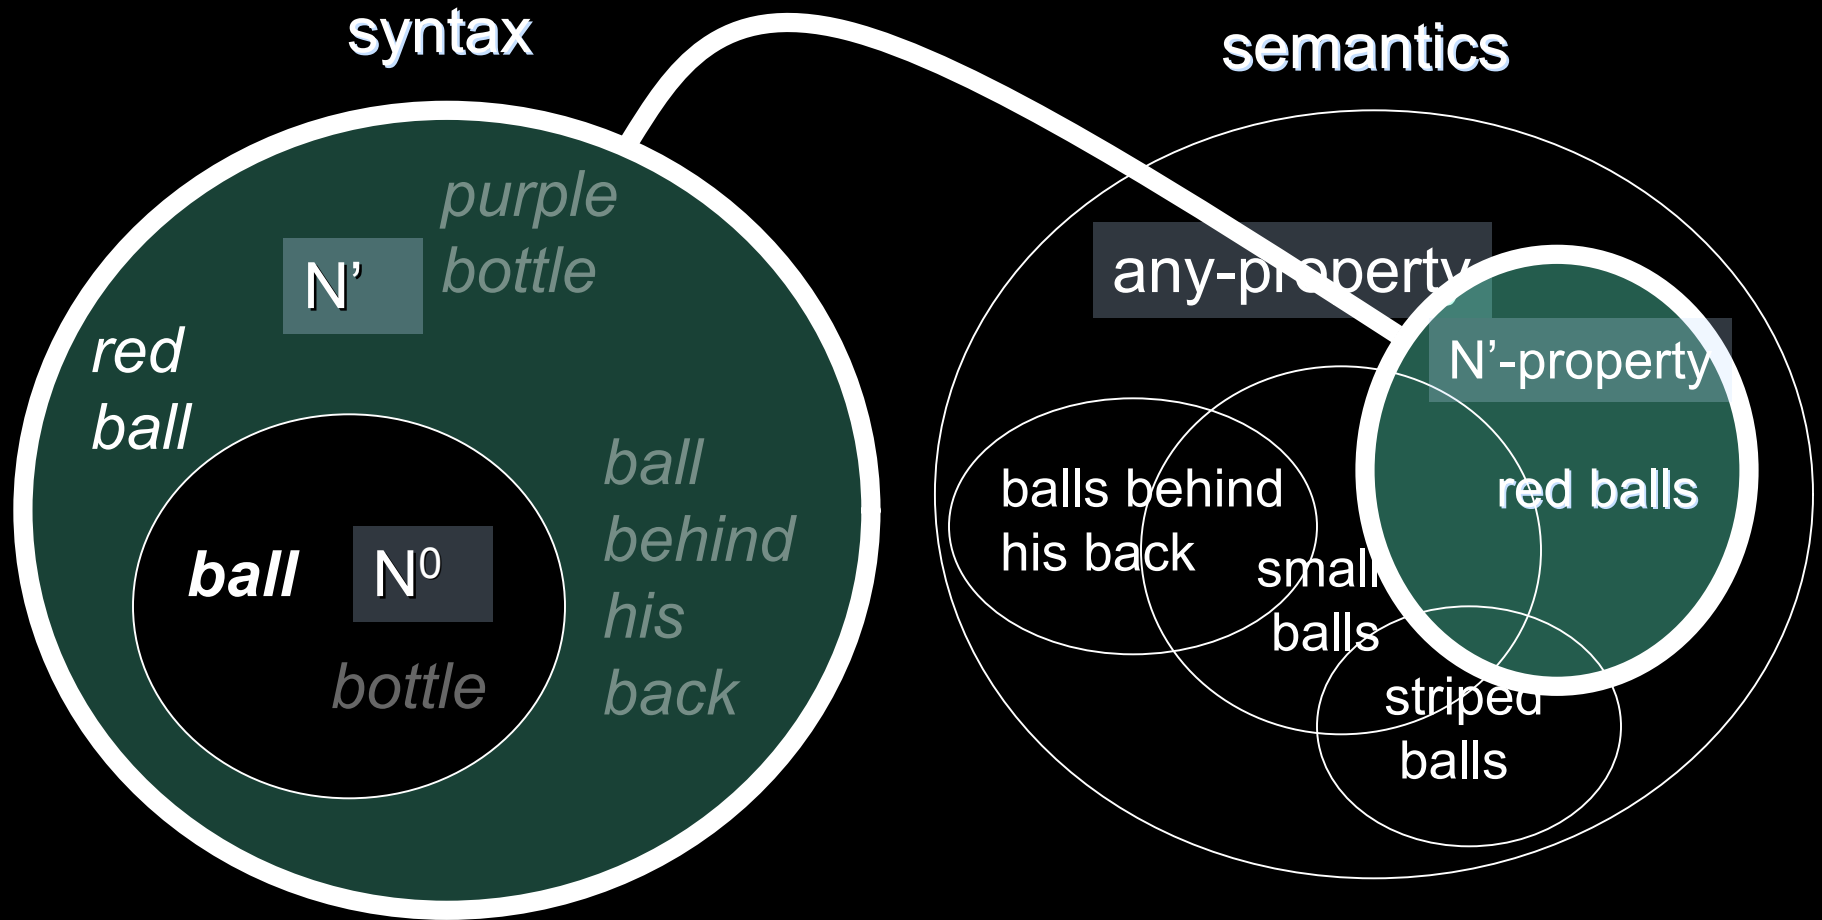 syntax
purple
bottle
N’
red
ball
ball
behind
his
back
ball
N⁰
bottle
semantics
any-property
N’-property
red balls
balls behind
his back
small
balls
striped
balls